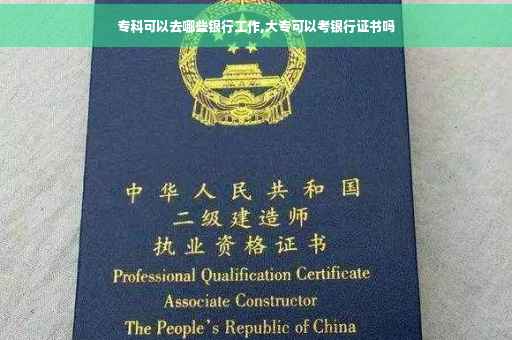 专科可以去哪些银行工作,大专可以考银行证书吗
中华人民共和国
二级建造师
执业资格证书
Professional Qualification Certificate
Associate Constructor
The People's Republic of China